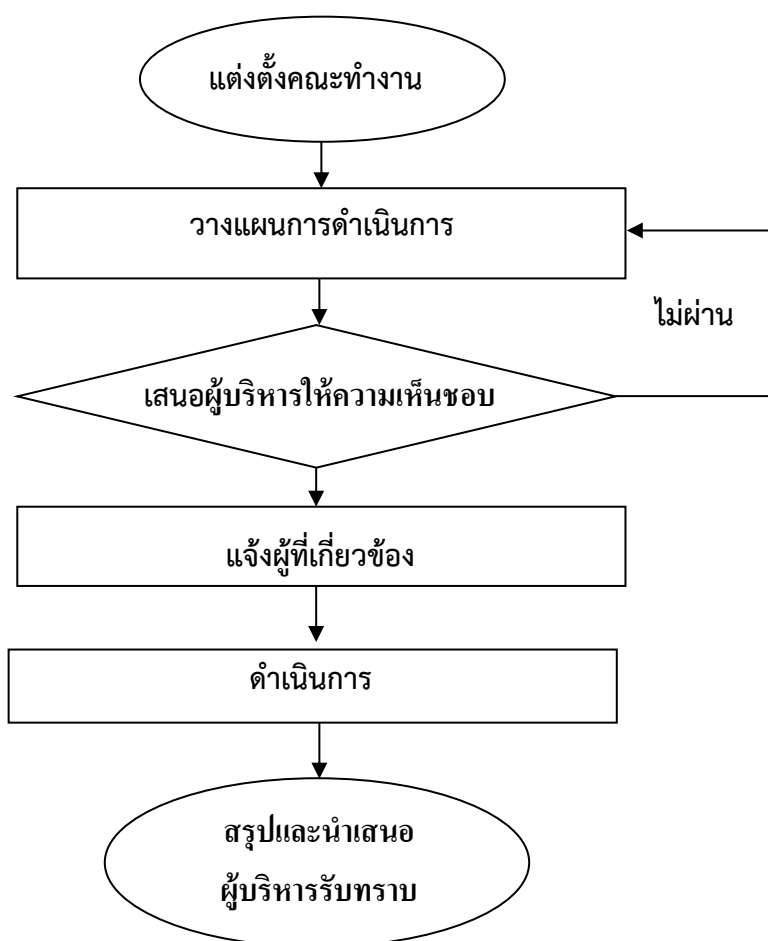 แต่งตั้งคณะทำงาน
วางแผนการดำเนินการ
ไม่ผ่าน
เสนอผู้บริหารให้ความเห็นชอบ
แจ้งผู้ที่เกี่ยวข้อง
ดำเนินการ
สรุปและนำเสนอ
ผู้บริหารรับทราบ